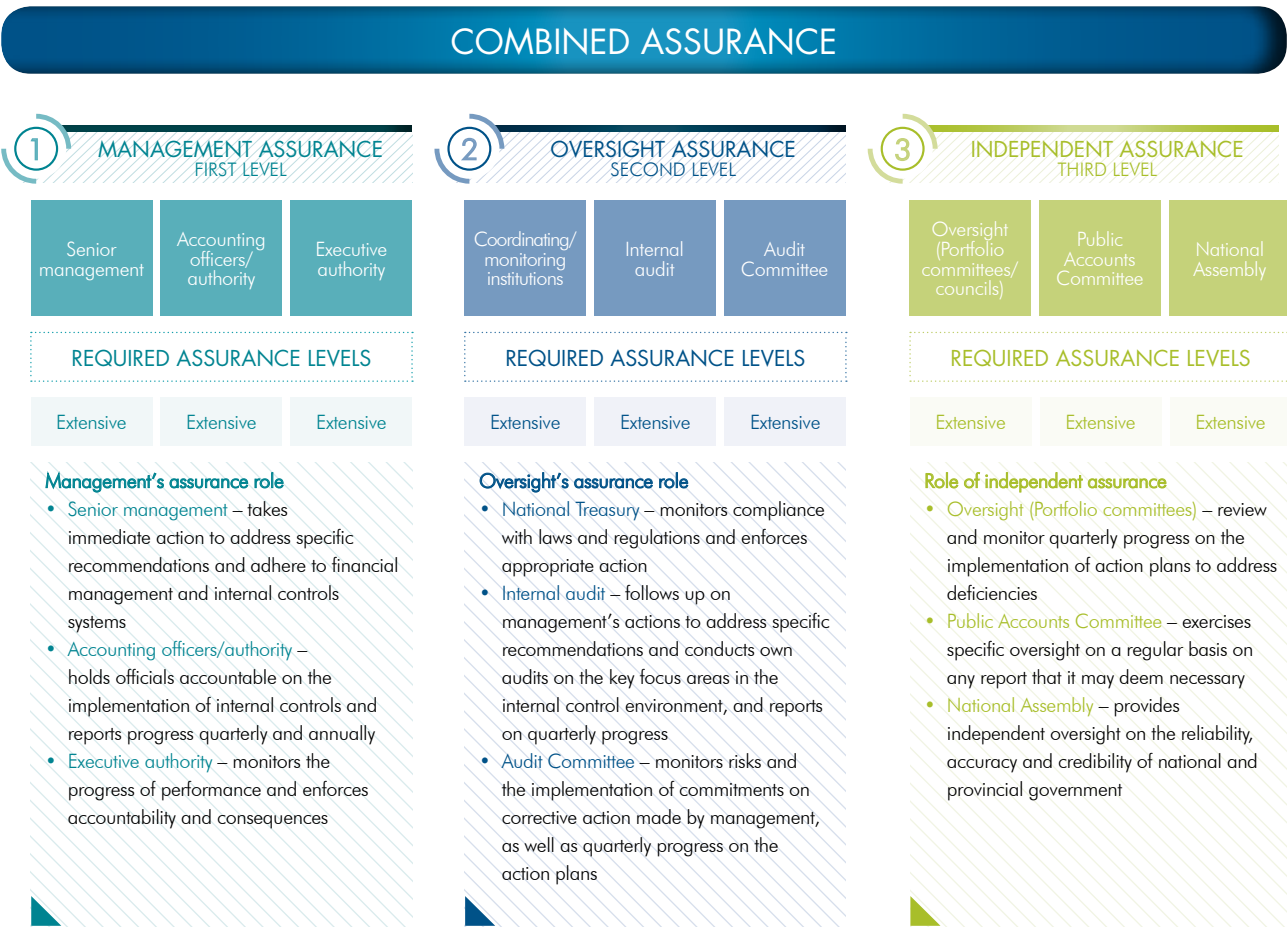 COMBINED ASSURANCE
1
MANAGEMENT ASSURANCE
FIRST LEVEL
Senior
management
Accounting
officers/
authority
Executive
authority
REQUIRED ASSURANCE LEVELS
Extensive
Extensive
Extensive
Management's assurance role
• Senior management – takes
immediate action to address specific
recommendations and adhere to financial
management and internal controls
systems
• Accounting officers/authority –
holds officials accountable on the
implementation of internal controls and
reports progress quarterly and annually
• Executive authority – monitors the
progress of performance and enforces
accountability and consequences
2
OVERSIGHT ASSURANCE
SECOND LEVEL
Coordinating/
monitoring
institutions
Internal
audit
Audit
Committee
REQUIRED ASSURANCE LEVELS
Extensive
Extensive
Extensive
Oversight's assurance role
• National Treasury – monitors compliance
with laws and regulations and enforces
appropriate action
• Internal audit – follows up on
management's actions to address specific
recommendations and conducts own
audits on the key focus areas in the
internal control environment, and reports
on quarterly progress
• Audit Committee – monitors risks and
the implementation of commitments on
corrective action made by management,
as well as quarterly progress on the
action plans
3
INDEPENDENT ASSURANCE
THIRD LEVEL
Oversight
(Portfolio
committees/
councils)
Public
Accounts
Committee
National
Assembly
REQUIRED ASSURANCE LEVELS
Extensive
Extensive
Extensive
Role of independent assurance
• Oversight (Portfolio committees) – review
and monitor quarterly progress on the
implementation of action plans to address
deficiencies
• Public Accounts Committee – exercises
specific oversight on a regular basis on
any report that it may deem necessary
• National Assembly – provides
independent oversight on the reliability,
accuracy and credibility of national and
provincial government